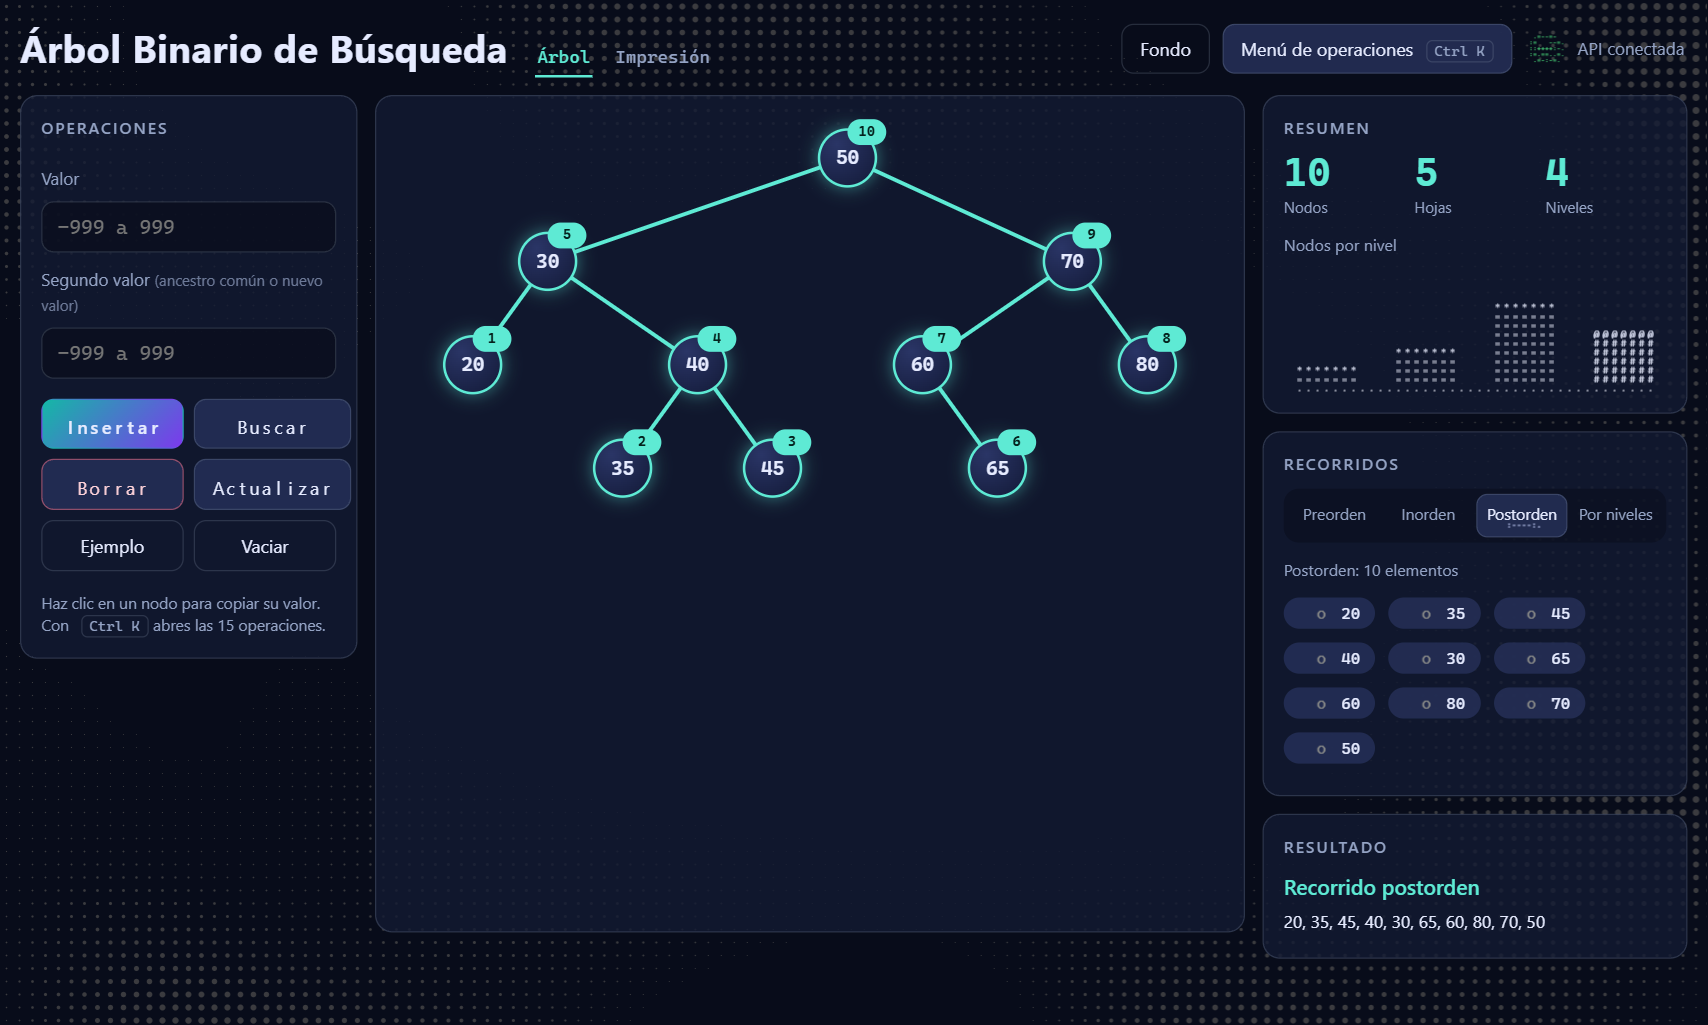 Árbol Binario de Búsqueda
Árbol
Impresión
Fondo
Menú de operaciones Ctrl K
API conectada
OPERACIONES
Valor
-999 a 999
Segundo valor (ancestro común o nuevo
valor)
-999 a 999
Insertar
Buscar
Borrar
Actualizar
Ejemplo
Vaciar
Haz clic en un nodo para copiar su valor.
Con Ctrl K abres las 15 operaciones.
10
50
5
30
9
70
1
20
4
40
7
60
8
80
2
35
3
45
6
65
RESUMEN
10
5
4
Nodos
Hojas
Niveles
Nodos por nivel
RECORRIDOS
Preorden
Inorden
Postorden
Por niveles
Postorden: 10 elementos
o 20
o 35
o 45
o 40
o 30
o 65
o 60
o 80
o 70
o 50
RESULTADO
Recorrido postorden
20, 35, 45, 40, 30, 65, 60, 80, 70, 50